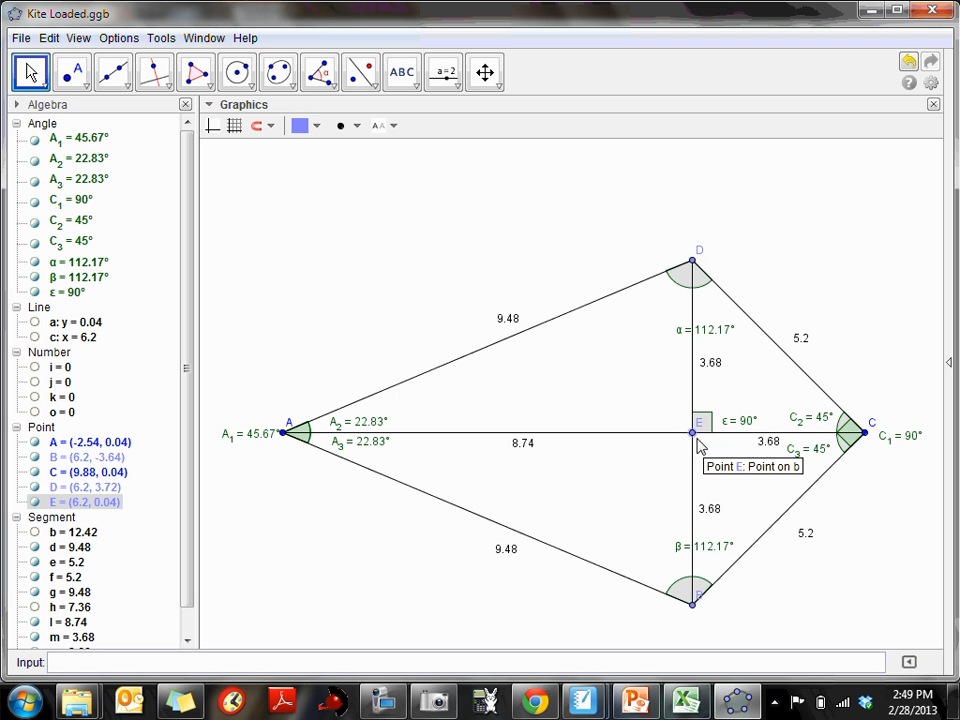 Kite Loaded.ggb
File Edit View Options Tools Window Help
A
α
ABC
a=2
Algebra
Graphics
A A
Angle
A₁ = 45.67°
A₂ = 22.83°
A₃ = 22.83°
C₁ = 90°
C₂ = 45°
C₃ = 45°
α = 112.17°
β = 112.17°
ε = 90°
Line
a: y = 0.04
c: x = 6.2
Number
i = 0
j = 0
k = 0
o = 0
Point
A = (-2.54, 0.04)
B = (6.2, -3.64)
C = (9.88, 0.04)
D = (6.2, 3.72)
E = (6.2, 0.04)
Segment
b = 12.42
d = 9.48
e = 5.2
f = 5.2
g = 9.48
h = 7.36
l = 8.74
m = 3.68
D
9.48
α = 112.17°
5.2
3.68
A
A₂ = 22.83°
E
ε = 90°
C₂ = 45°
C
A₁ = 45.67°
A₃ = 22.83°
8.74
3.68
C₃ = 45°
C₁ = 90°
Point E: Point on b
3.68
9.48
β = 112.17°
5.2
B
Input:
2:49 PM
2/28/2013